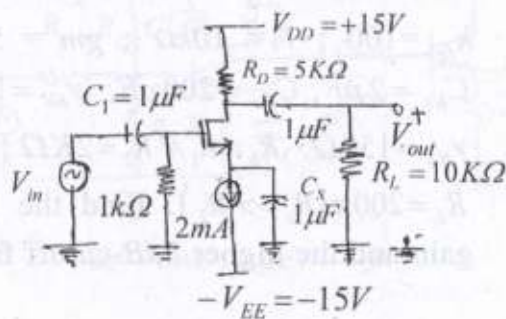 V_DD = +15V
R_D = 5KΩ
C_1 = 1μF
1μF
V_out
+
V_in
1kΩ
2mA
C_s
1μF
R_L = 10KΩ
-V_EE = -15V